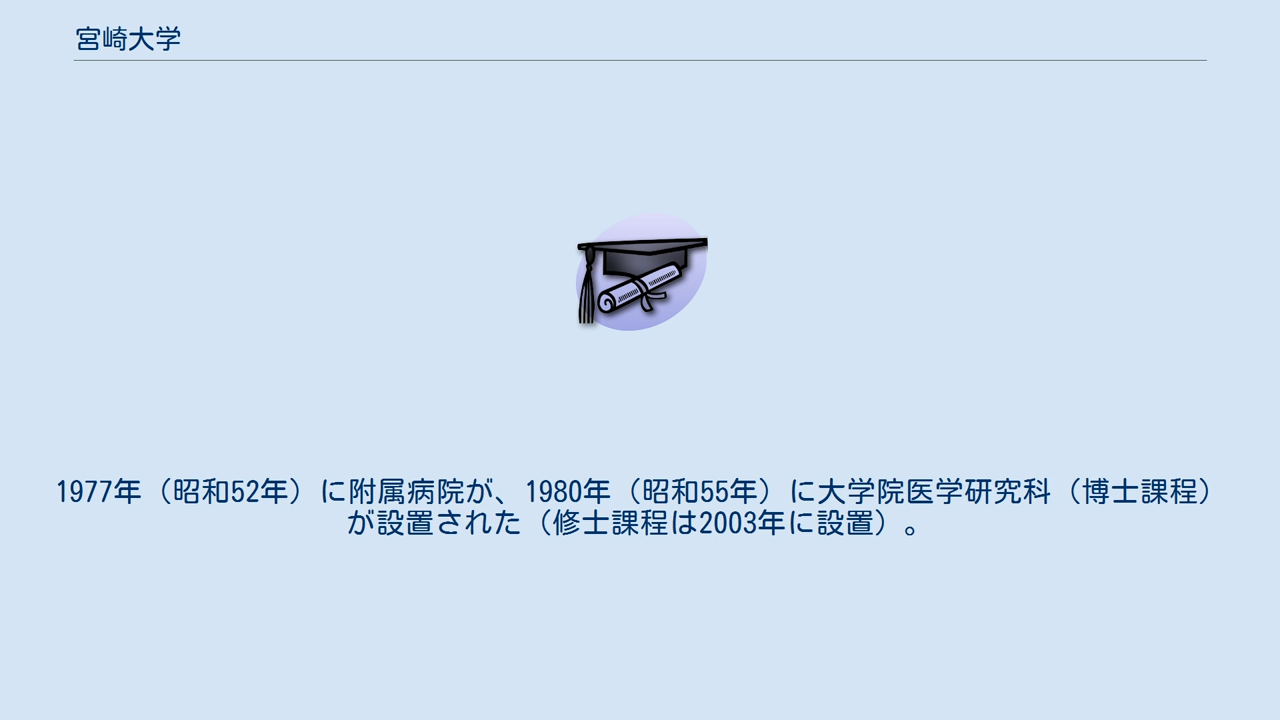 宮崎大学
1977年（昭和52年）に附属病院が、1980年（昭和55年）に大学院医学研究科（博士課程）
が設置された（修士課程は2003年に設置）。